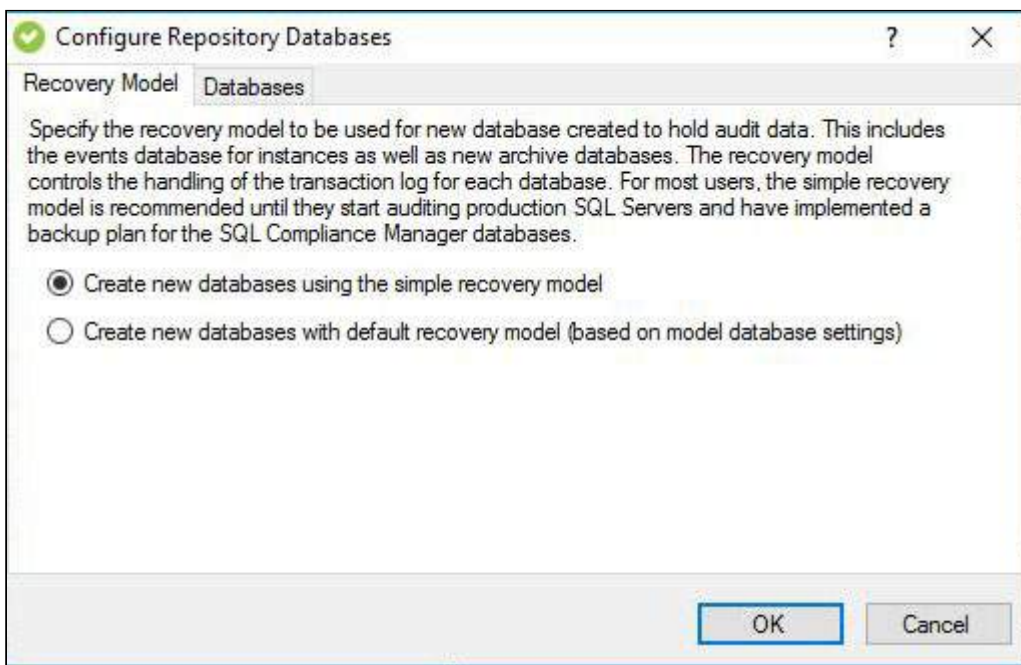 Configure Repository Databases ?
Recovery Model Databases
Specify the recovery model to be used for new database created to hold audit data. This includes
the events database for instances as well as new archive databases. The recovery model
controls the handling of the transaction log for each database. For most users, the simple recovery
model is recommended until they start auditing production SQL Servers and have implemented a
backup plan for the SQL Compliance Manager databases.
Create new databases using the simple recovery model
Create new databases with default recovery model (based on model database settings)
OK Cancel